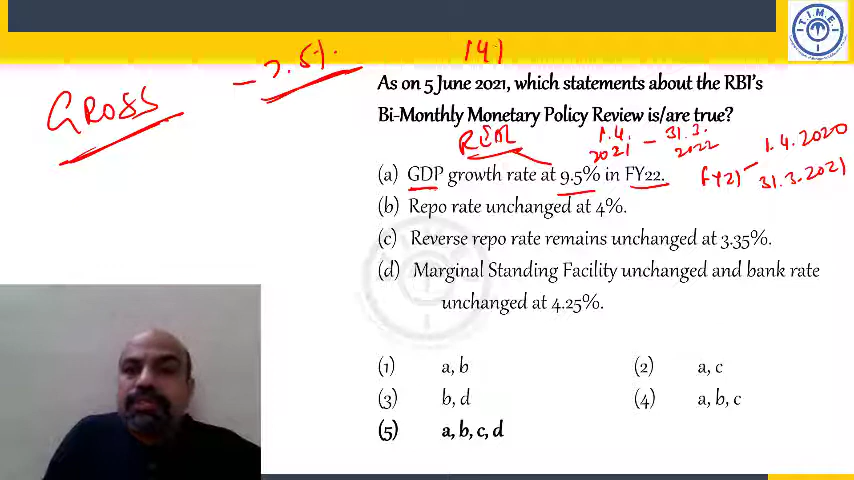 T.I.M.E.
GROSS
- 7.5%.
As on 5 June 2021, which statements about the RBI's
Bi-Monthly Monetary Policy Review is/are true?
REAL
1.4.
2021 - 31.3.
2022
1.4.2020
(a) GDP growth rate at 9.5% in FY22.
FY21 -
31.3.2021
(b) Repo rate unchanged at 4%.
(c) Reverse repo rate remains unchanged at 3.35%.
(d) Marginal Standing Facility unchanged and bank rate
unchanged at 4.25%.
(1) a, b
(2) a, c
(3) b, d
(4) a, b, c
(5) a, b, c, d